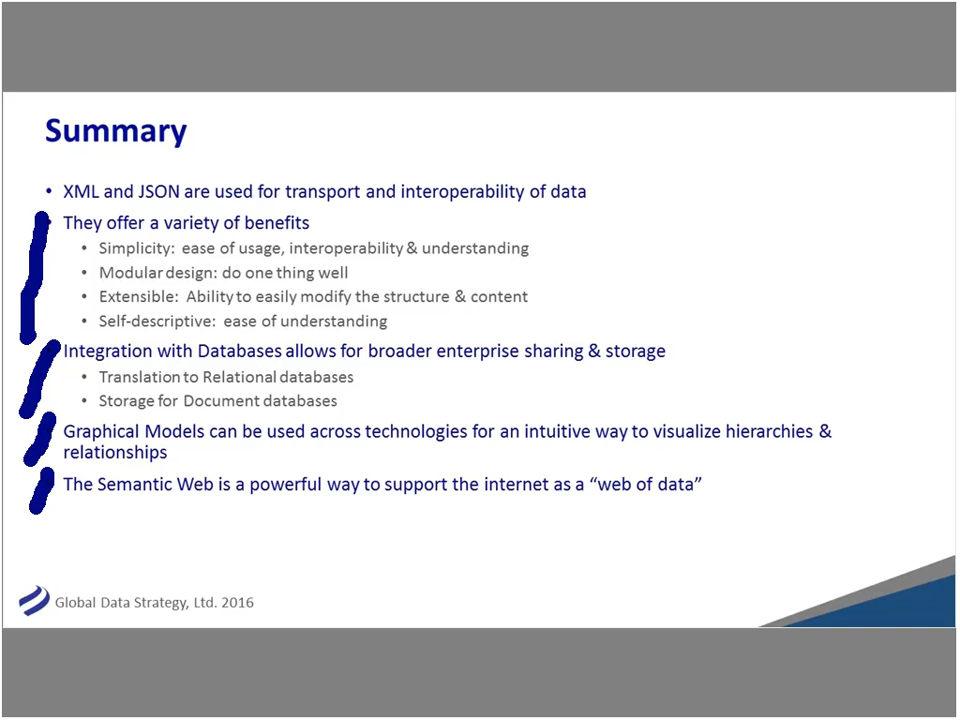 Summary
• XML and JSON are used for transport and interoperability of data
• They offer a variety of benefits
• Simplicity: ease of usage, interoperability & understanding
• Modular design: do one thing well
• Extensible: Ability to easily modify the structure & content
• Self-descriptive: ease of understanding
Integration with Databases allows for broader enterprise sharing & storage
• Translation to Relational databases
• Storage for Document databases
Graphical Models can be used across technologies for an intuitive way to visualize hierarchies &
relationships
The Semantic Web is a powerful way to support the internet as a “web of data”
Global Data Strategy, Ltd. 2016